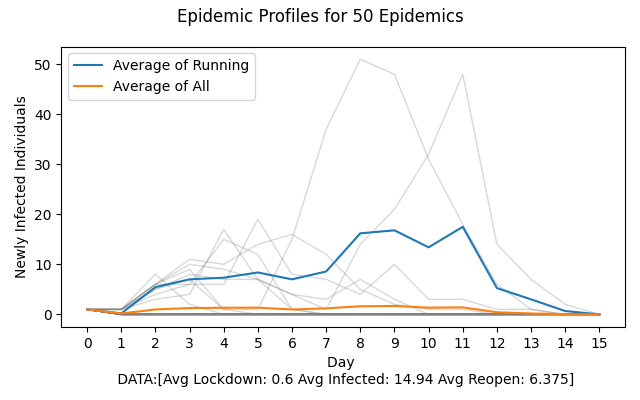 Epidemic Profiles for 50 Epidemics
Average of Running
Average of All
Newly Infected Individuals
50
40
30
20
10
0
0 1 2 3 4 5 6 7 8 9 10 11 12 13 14 15
Day
DATA:[Avg Lockdown: 0.6 Avg Infected: 14.94 Avg Reopen: 6.375]